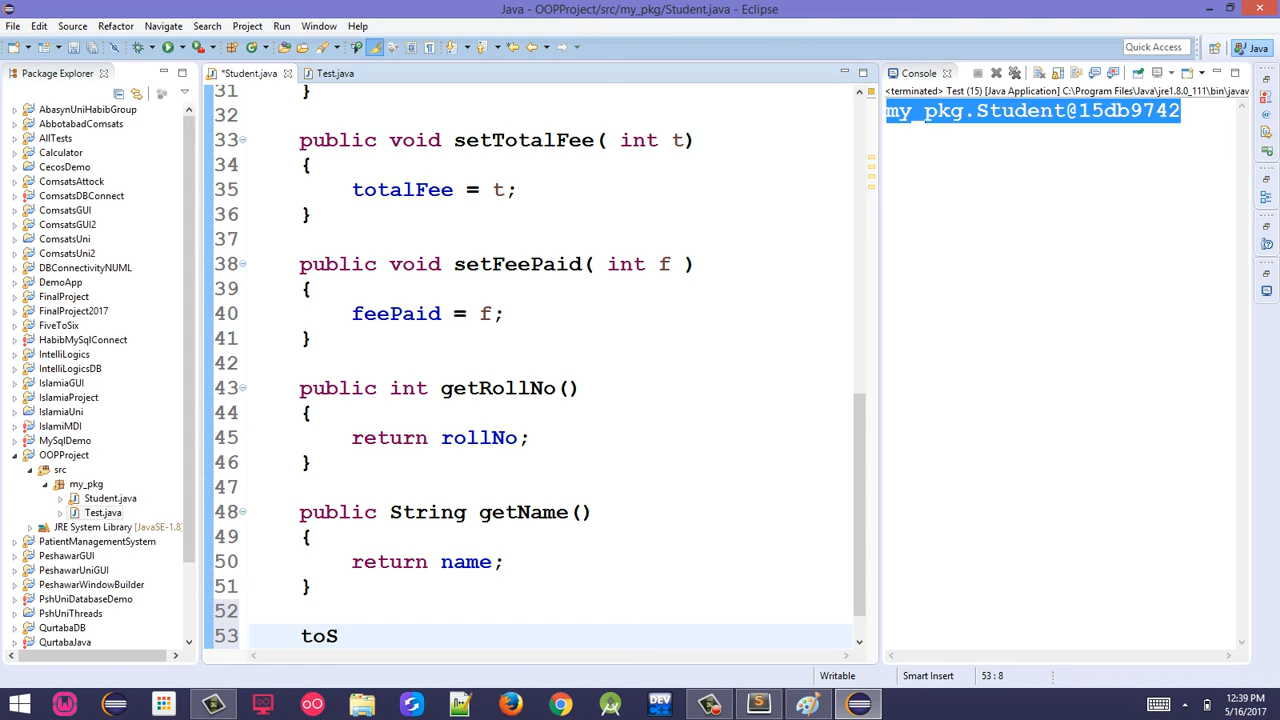 Java - OOPProject/src/my_pkg/Student.java - Eclipse
File Edit Source Refactor Navigate Search Project Run Window Help
Quick Access
Java
Package Explorer
AbasynUniHabibGroup
AbbotabadComsats
AllTests
Calculator
CecosDemo
ComsatsAttock
ComsatsDBConnect
ComsatsGUI
ComsatsGUI2
ComsatsUni
ComsatsUni2
DBConnectivityNUML
DemoApp
FinalProject
FinalProject2017
FiveToSix
HabibMySqlConnect
IntelliLogics
IntelliLogicsDB
IslamiaGUI
IslamiaProject
IslamiaUni
IslamiMDI
MySqlDemo
OOPProject
src
my_pkg
Student.java
Test.java
JRE System Library [JavaSE-1.8]
PatientManagementSystem
PeshawarGUI
PeshawarUniGUI
PeshawarWindowBuilder
PshUniDatabaseDemo
PshUniThreads
QurtabaDB
QurtabaJava
*Student.java Test.java
31 }
32
33 public void setTotalFee( int t)
34 {
35 totalFee = t;
36 }
37
38 public void setFeePaid( int f )
39 {
40 feePaid = f;
41 }
42
43 public int getRollNo()
44 {
45 return rollNo;
46 }
47
48 public String getName()
49 {
50 return name;
51 }
52
53 toS
Console
<terminated> Test (15) [Java Application] C:\Program Files\Java\jre1.8.0_111\bin\javaw
my_pkg.Student@15db9742
Writable Smart Insert 53 : 8
DEV
12:39 PM
5/16/2017